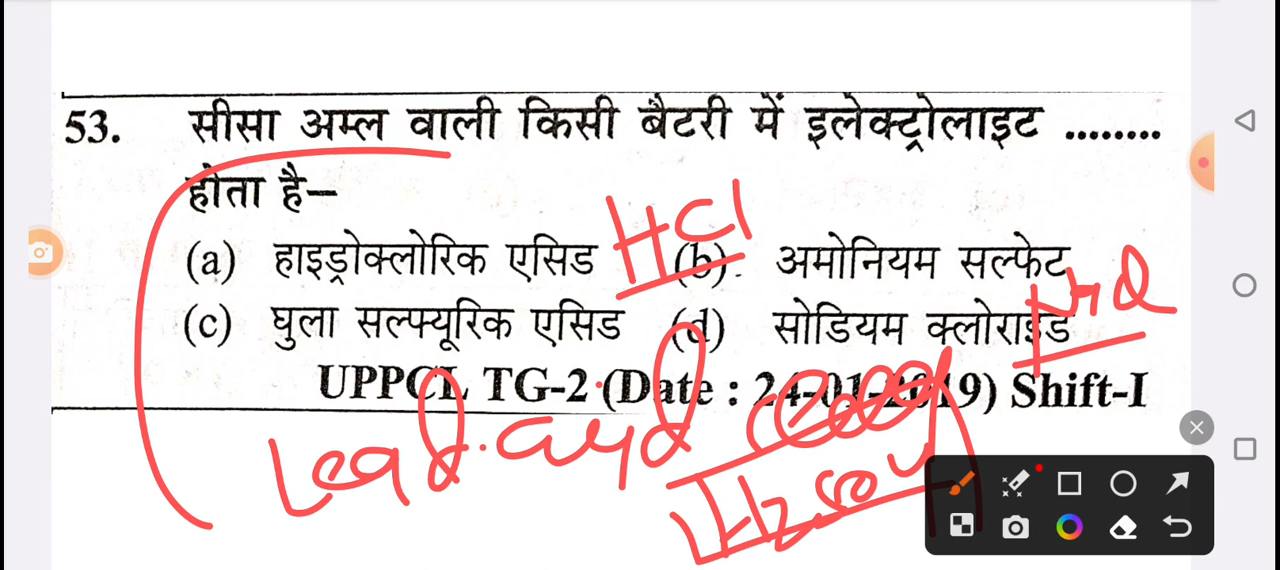 53. सीसा अम्ल वाली किसी बैटरी में इलेक्ट्रोलाइट ........
होता है–
(a) हाइड्रोक्लोरिक एसिड HCl (b) अमोनियम सल्फेट
(c) घुला सल्फ्यूरिक एसिड (d) सोडियम क्लोराइड
UPPCL TG-2 (Date : 24-01-2019) Shift-I
Lead
H2SO4